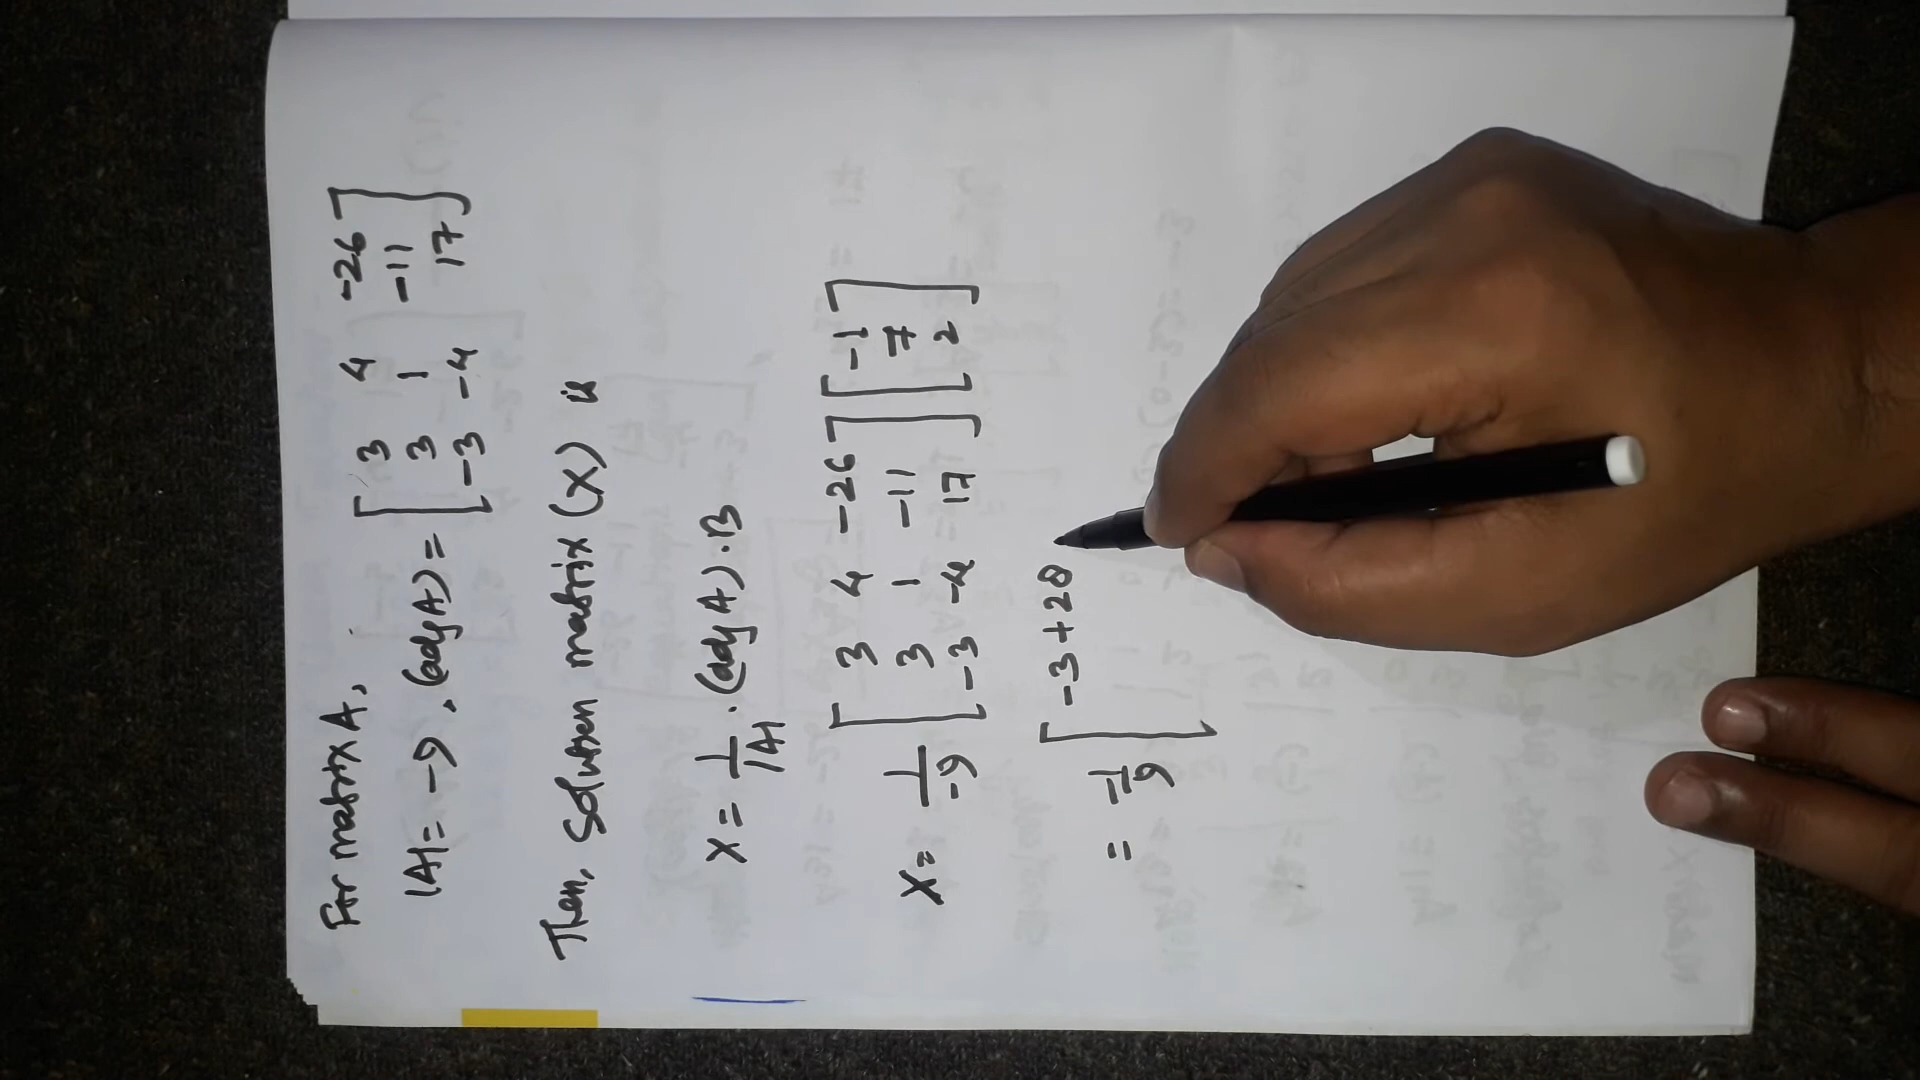 For matrix A,
|A| = -9, (adj A) = [ 3 4 -26
3 1 -11
-3 -4 17 ]
Then, solution matrix (X) is
X = 1/|A| . (adj A) . B
X = 1/-9 [ 3 4 -26 ] [ -1 ]
3 1 -11 7
-3 -4 17 2
= -1/9 [ -3 + 28